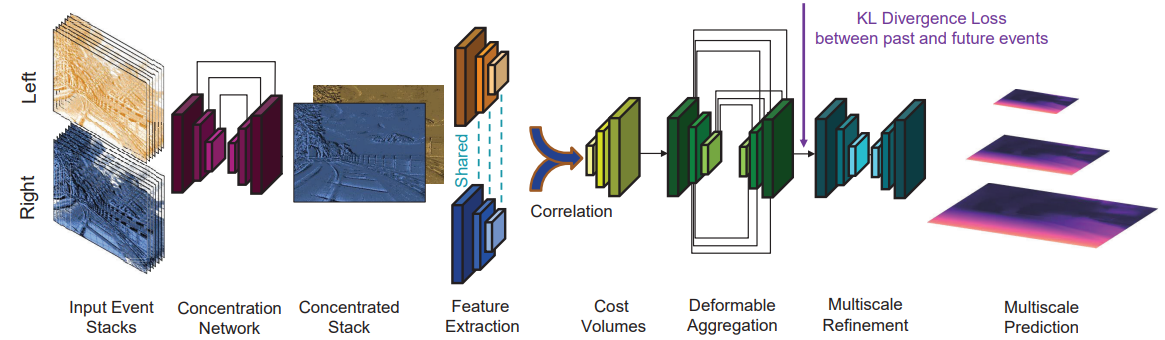 KL Divergence Loss
between past and future events
Left
Right
Shared
Correlation
Input Event
Stacks
Concentration
Network
Concentrated
Stack
Feature
Extraction
Cost
Volumes
Deformable
Aggregation
Multiscale
Refinement
Multiscale
Prediction